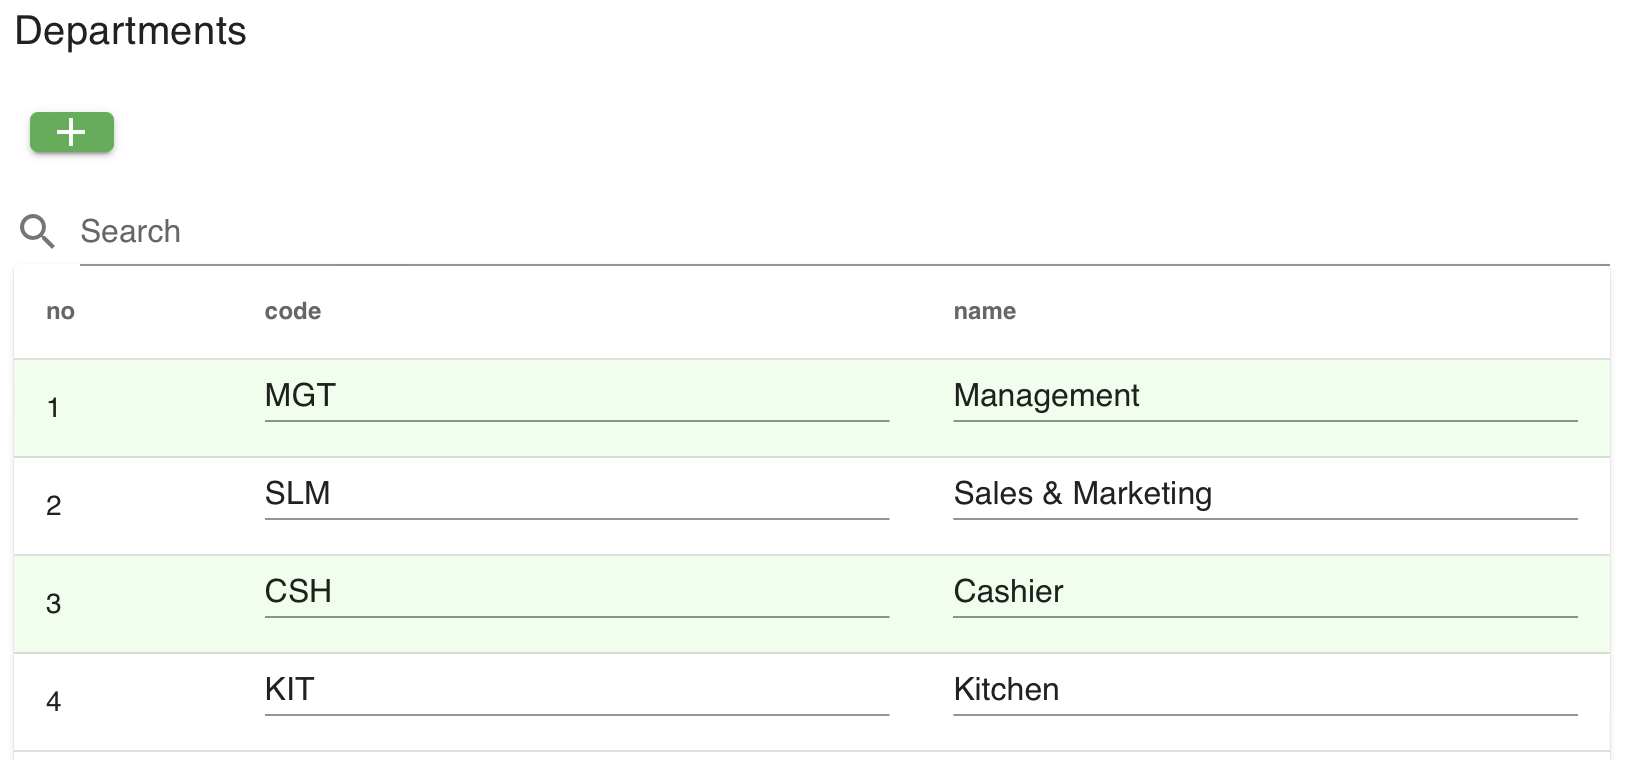 Departments
+
Search
no code name
1 MGT Management
2 SLM Sales & Marketing
3 CSH Cashier
4 KIT Kitchen